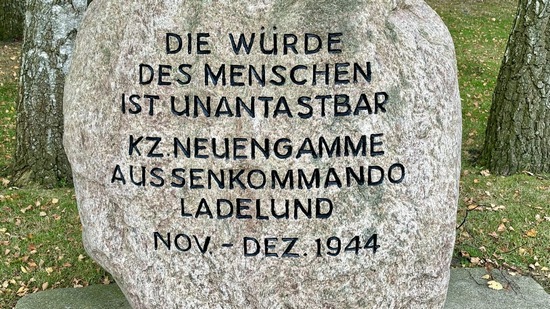 DIE WÜRDE
DES MENSCHEN
IST UNANTASTBAR
KZ. NEUENGAMME
AUSSENKOMMANDO
LADELUND
NOV. - DEZ. 1944